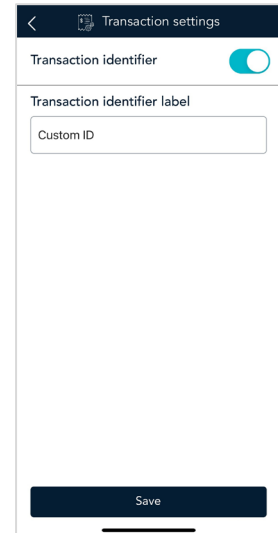 Transaction settings
Transaction identifier
Transaction identifier label
Custom ID
Save